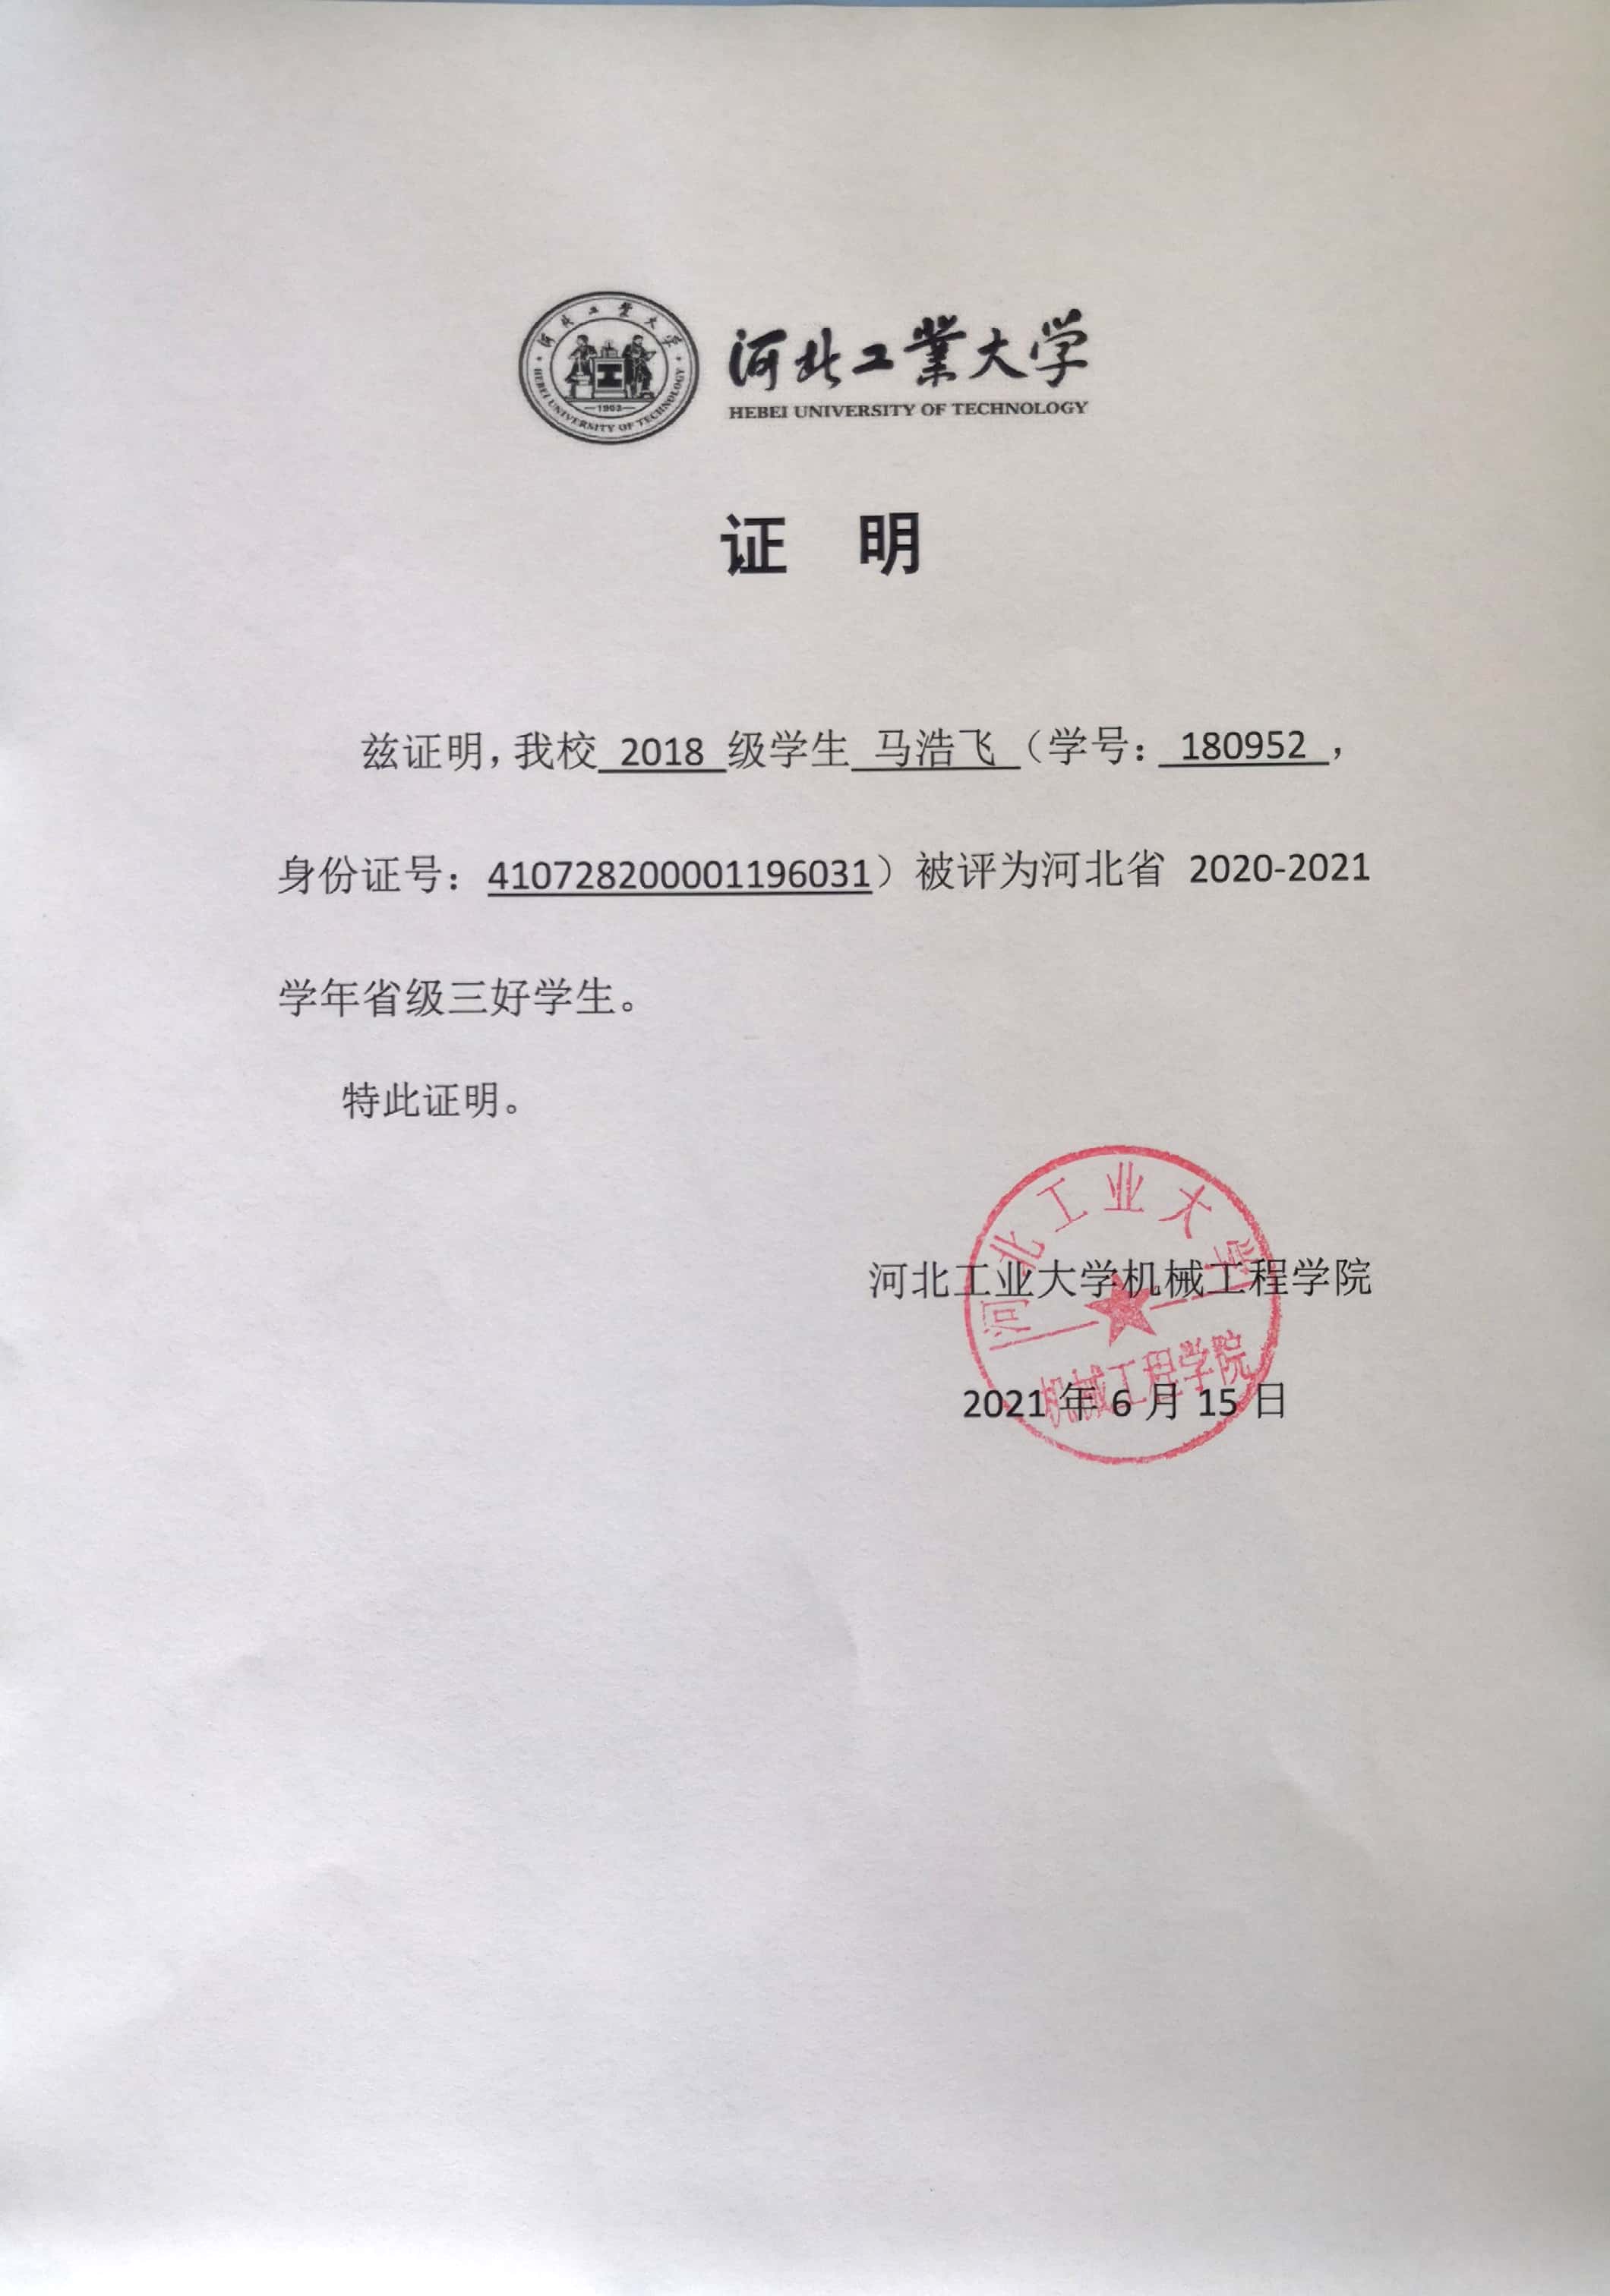 河北工業大学
HEBEI UNIVERSITY OF TECHNOLOGY
1903
河北工業大学
HEBEI UNIVERSITY OF TECHNOLOGY
证 明
兹证明，我校 2018 级学生 马浩飞 （学号： 180952 ，
身份证号：410728200001196031）被评为河北省 2020-2021
学年省级三好学生。
特此证明。
河北工业大学
河北工业大学机械工程学院
机械工程学院
2021 年 6 月 15 日